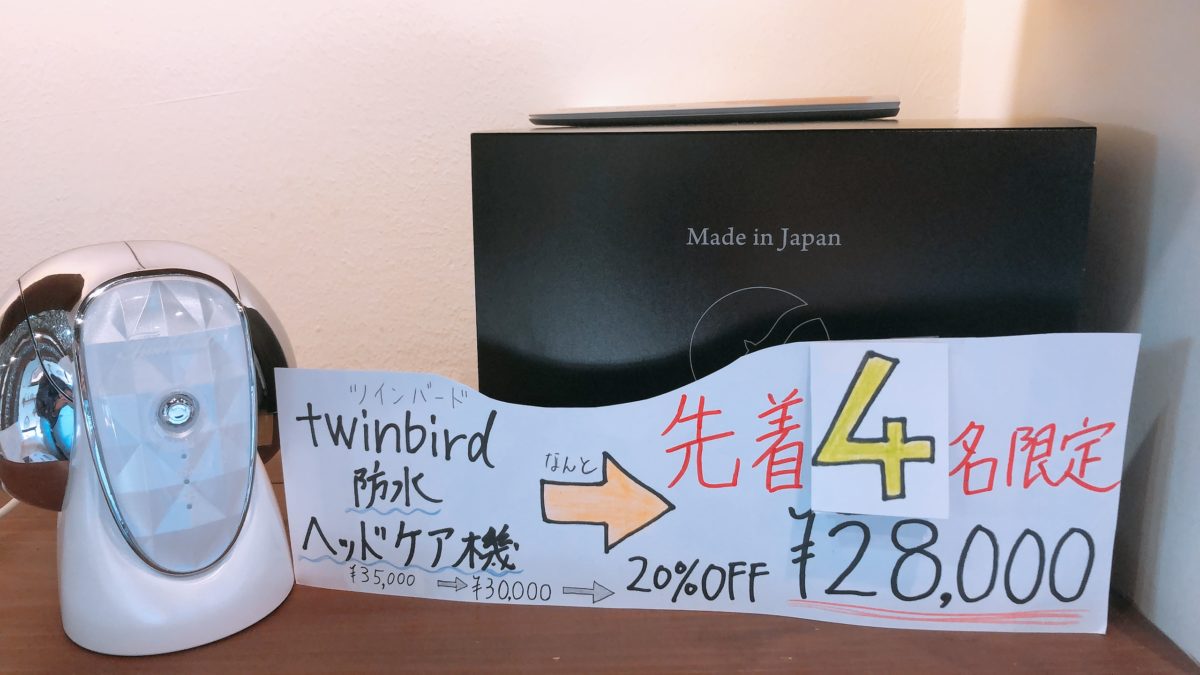 Made in Japan
ツインバード
twinbird
防水
ヘッドケア機
¥35,000 → ¥30,000 →
なんと
先着4名限定
20%OFF ¥28,000